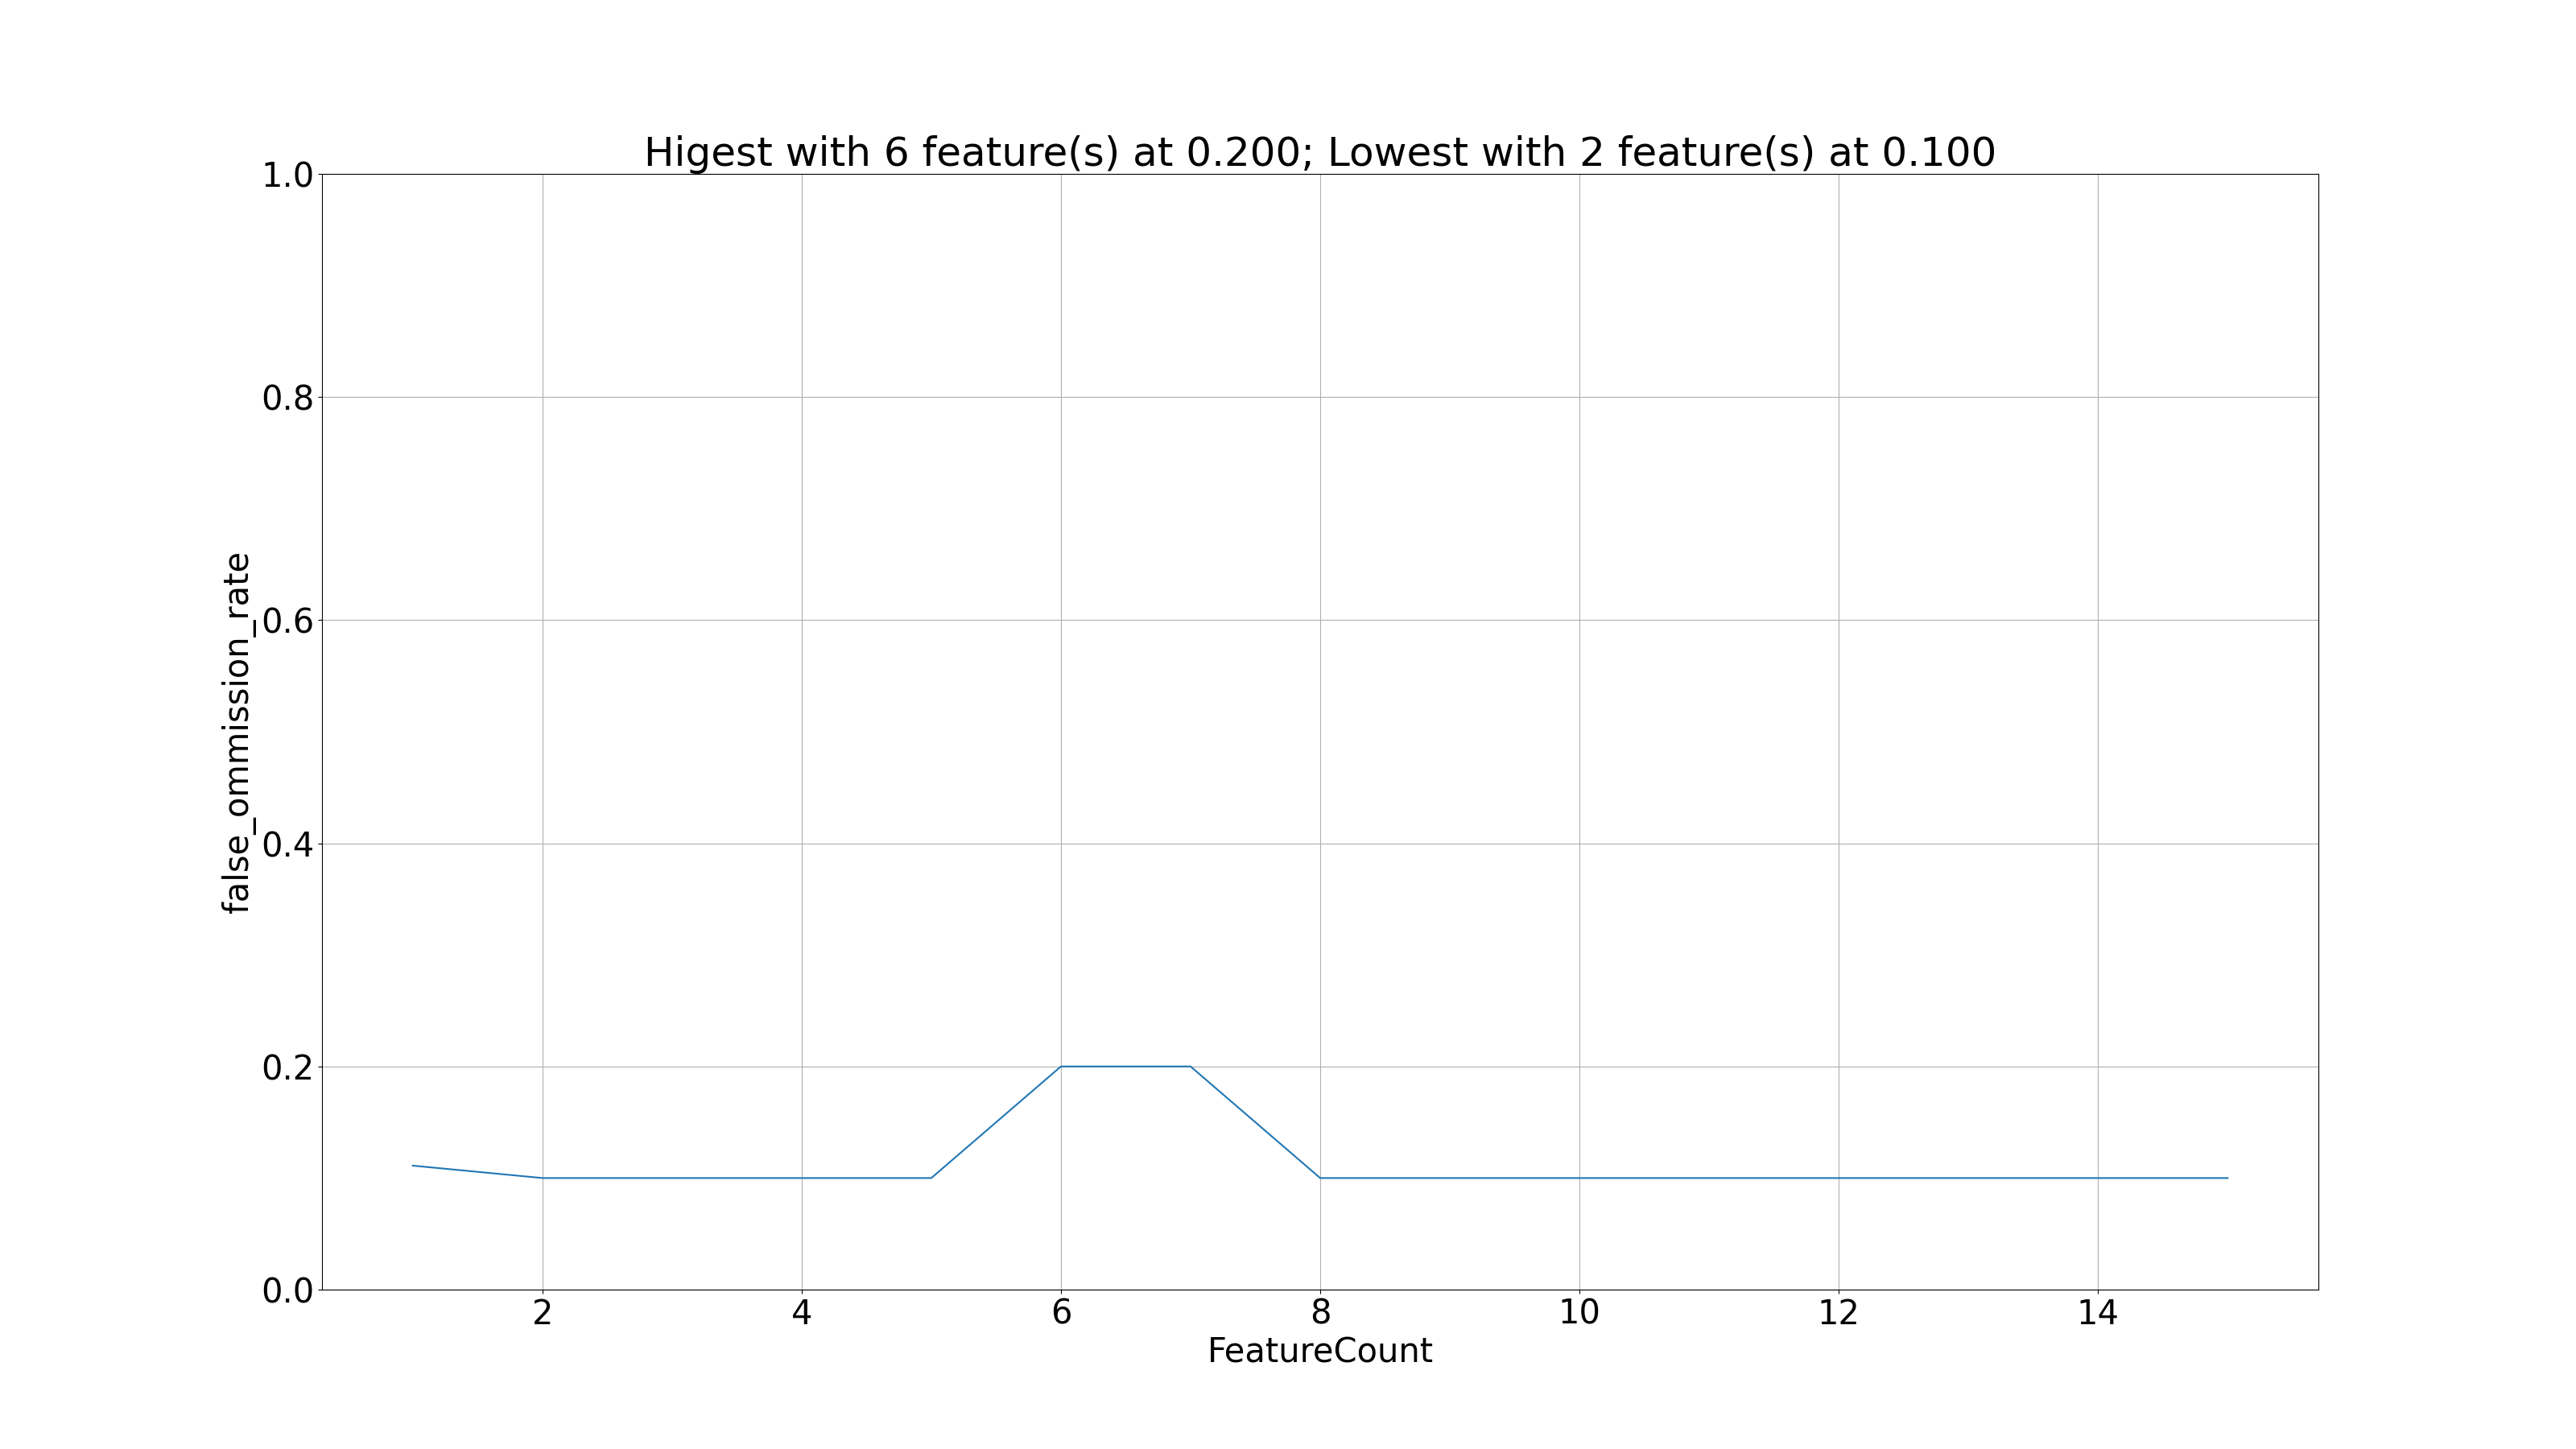 Higest with 6 feature(s) at 0.200; Lowest with 2 feature(s) at 0.100
1.0
0.8
0.6
0.4
0.2
0.0
false_ommission_rate
2 4 6 8 10 12 14
FeatureCount